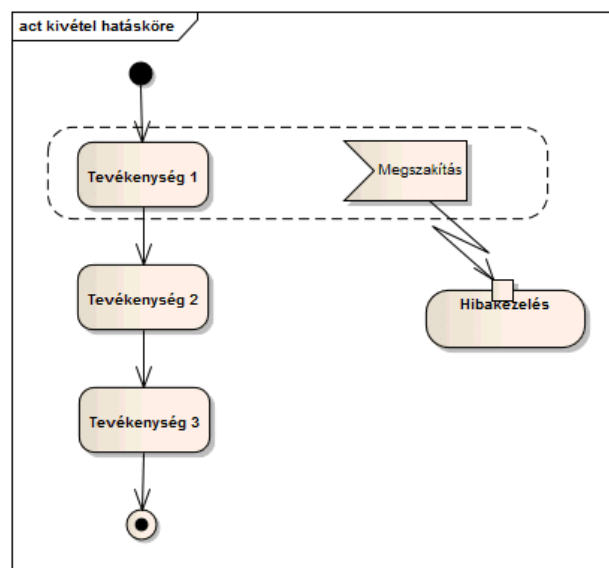 act kivétel hatásköre
Tevékenység 1
Megszakítás
Tevékenység 2
Hibakezelés
Tevékenység 3